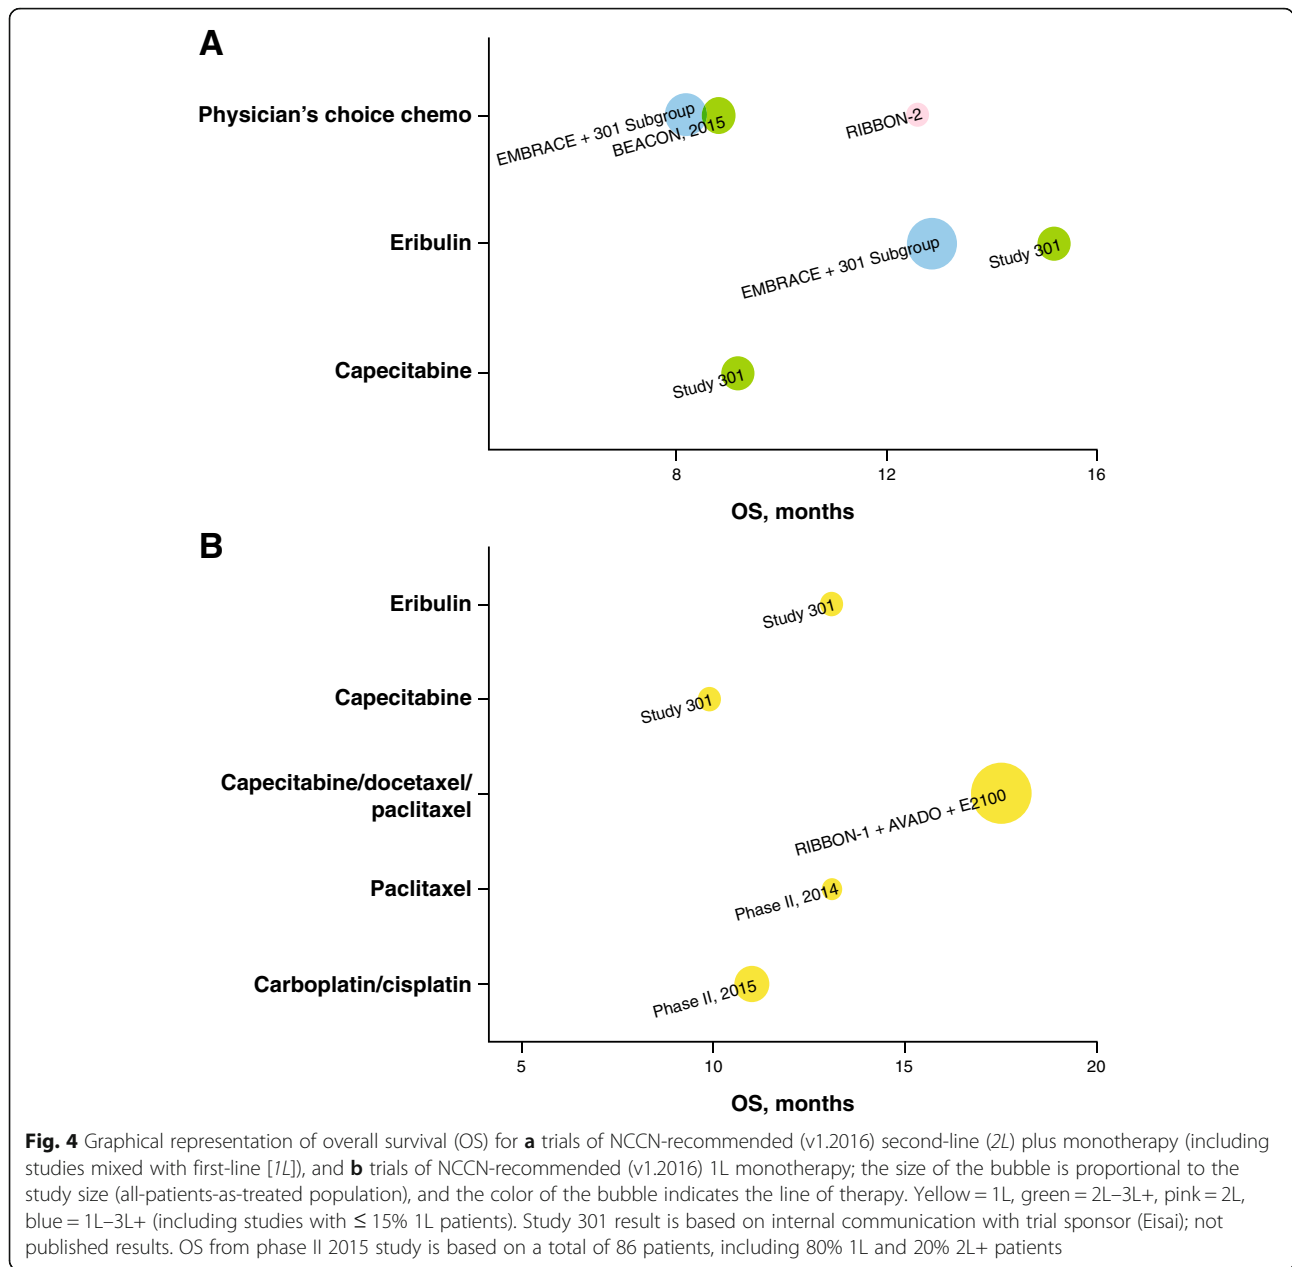 A
Physician's choice chemo
EMBRACE + 301 Subgroup
BEACON, 2015
RIBBON-2
Eribulin
EMBRACE + 301 Subgroup
Study 301
Capecitabine
Study 301
8 12 16
OS, months
B
Eribulin
Study 301
Capecitabine
Study 301
Capecitabine/docetaxel/
paclitaxel
RIBBON-1 + AVADO + E2100
Paclitaxel
Phase II, 2014
Carboplatin/cisplatin
Phase II, 2015
5 10 15 20
OS, months
Fig. 4 Graphical representation of overall survival (OS) for a trials of NCCN-recommended (v1.2016) second-line (2L) plus monotherapy (including
studies mixed with first-line [1L]), and b trials of NCCN-recommended (v1.2016) 1L monotherapy; the size of the bubble is proportional to the
study size (all-patients-as-treated population), and the color of the bubble indicates the line of therapy. Yellow = 1L, green = 2L–3L+, pink = 2L,
blue = 1L–3L+ (including studies with ≤ 15% 1L patients). Study 301 result is based on internal communication with trial sponsor (Eisai); not
published results. OS from phase II 2015 study is based on a total of 86 patients, including 80% 1L and 20% 2L+ patients